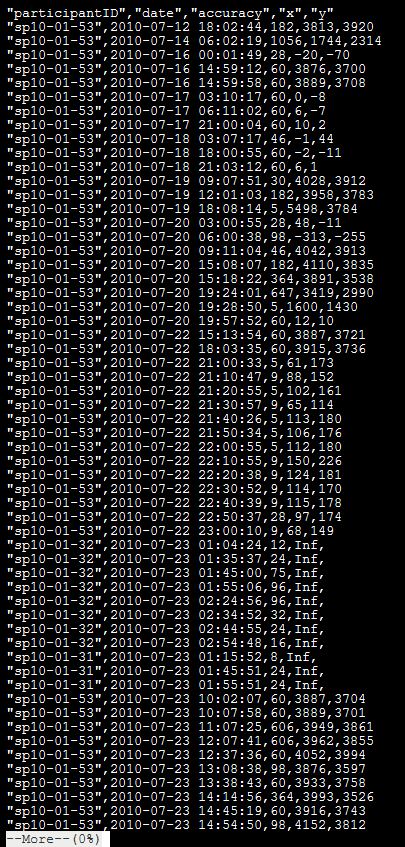 "participantID","date","accuracy","x","y"
"sp10-01-53",2010-07-12 18:02:44,182,3813,3920
"sp10-01-53",2010-07-14 06:02:19,1056,1744,2314
"sp10-01-53",2010-07-16 00:01:49,28,-20,-70
"sp10-01-53",2010-07-16 14:59:12,60,3876,3700
"sp10-01-53",2010-07-16 14:59:58,60,3889,3708
"sp10-01-53",2010-07-17 03:10:17,60,0,-8
"sp10-01-53",2010-07-17 06:11:02,60,6,-7
"sp10-01-53",2010-07-17 21:00:04,60,10,2
"sp10-01-53",2010-07-18 03:07:17,46,-1,44
"sp10-01-53",2010-07-18 18:00:55,60,-2,-11
"sp10-01-53",2010-07-18 21:03:12,60,6,1
"sp10-01-53",2010-07-19 09:07:51,30,4028,3912
"sp10-01-53",2010-07-19 12:01:03,182,3958,3783
"sp10-01-53",2010-07-19 18:08:14,5,5498,3784
"sp10-01-53",2010-07-20 03:00:55,28,48,-11
"sp10-01-53",2010-07-20 06:00:38,98,-313,-255
"sp10-01-53",2010-07-20 09:11:04,46,4042,3913
"sp10-01-53",2010-07-20 15:08:07,182,4110,3835
"sp10-01-53",2010-07-20 15:18:22,364,3891,3538
"sp10-01-53",2010-07-20 19:24:01,647,3419,2990
"sp10-01-53",2010-07-20 19:28:50,5,1600,1430
"sp10-01-53",2010-07-20 19:57:52,60,12,10
"sp10-01-53",2010-07-22 15:13:54,60,3887,3721
"sp10-01-53",2010-07-22 18:03:35,60,3915,3736
"sp10-01-53",2010-07-22 21:00:33,5,61,173
"sp10-01-53",2010-07-22 21:10:47,9,88,152
"sp10-01-53",2010-07-22 21:20:55,5,102,161
"sp10-01-53",2010-07-22 21:30:57,9,65,114
"sp10-01-53",2010-07-22 21:40:26,5,113,180
"sp10-01-53",2010-07-22 21:50:34,5,106,176
"sp10-01-53",2010-07-22 22:00:55,5,112,180
"sp10-01-53",2010-07-22 22:10:55,9,150,226
"sp10-01-53",2010-07-22 22:20:38,9,124,181
"sp10-01-53",2010-07-22 22:30:52,9,114,170
"sp10-01-53",2010-07-22 22:40:39,9,115,178
"sp10-01-53",2010-07-22 22:50:37,28,97,174
"sp10-01-53",2010-07-22 23:00:10,9,68,149
"sp10-01-32",2010-07-23 01:04:24,12,Inf,
"sp10-01-32",2010-07-23 01:35:37,24,Inf,
"sp10-01-32",2010-07-23 01:45:00,75,Inf,
"sp10-01-32",2010-07-23 01:55:06,96,Inf,
"sp10-01-32",2010-07-23 02:24:56,96,Inf,
"sp10-01-32",2010-07-23 02:34:52,32,Inf,
"sp10-01-32",2010-07-23 02:44:55,24,Inf,
"sp10-01-32",2010-07-23 02:54:48,16,Inf,
"sp10-01-31",2010-07-23 01:15:52,8,Inf,
"sp10-01-31",2010-07-23 01:45:51,24,Inf,
"sp10-01-31",2010-07-23 01:55:51,24,Inf,
"sp10-01-53",2010-07-23 10:02:07,60,3887,3704
"sp10-01-53",2010-07-23 10:07:58,60,3889,3701
"sp10-01-53",2010-07-23 11:07:25,606,3949,3861
"sp10-01-53",2010-07-23 12:07:41,606,3962,3855
"sp10-01-53",2010-07-23 12:37:36,60,4052,3994
"sp10-01-53",2010-07-23 13:08:38,98,3876,3597
"sp10-01-53",2010-07-23 13:38:43,60,3933,3758
"sp10-01-53",2010-07-23 14:14:56,364,3993,3526
"sp10-01-53",2010-07-23 14:45:19,60,3916,3743
"sp10-01-53",2010-07-23 14:54:50,98,4152,3812
--More--(0%)